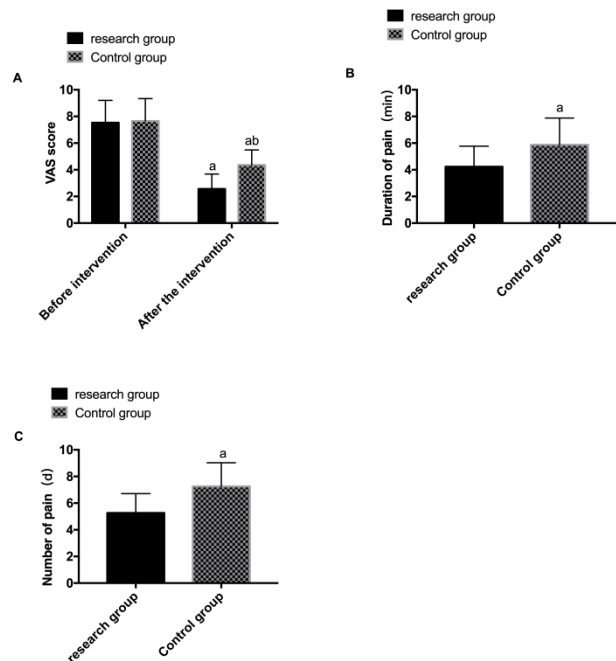 research group
Control group
A
VAS score
10
8
6
4
2
0
a
ab
Before intervention
After the intervention
research group
Control group
B
Duration of pain (min)
10
8
6
4
2
0
a
research group
Control group
research group
Control group
C
Number of pain (d)
10
8
6
4
2
0
a
research group
Control group